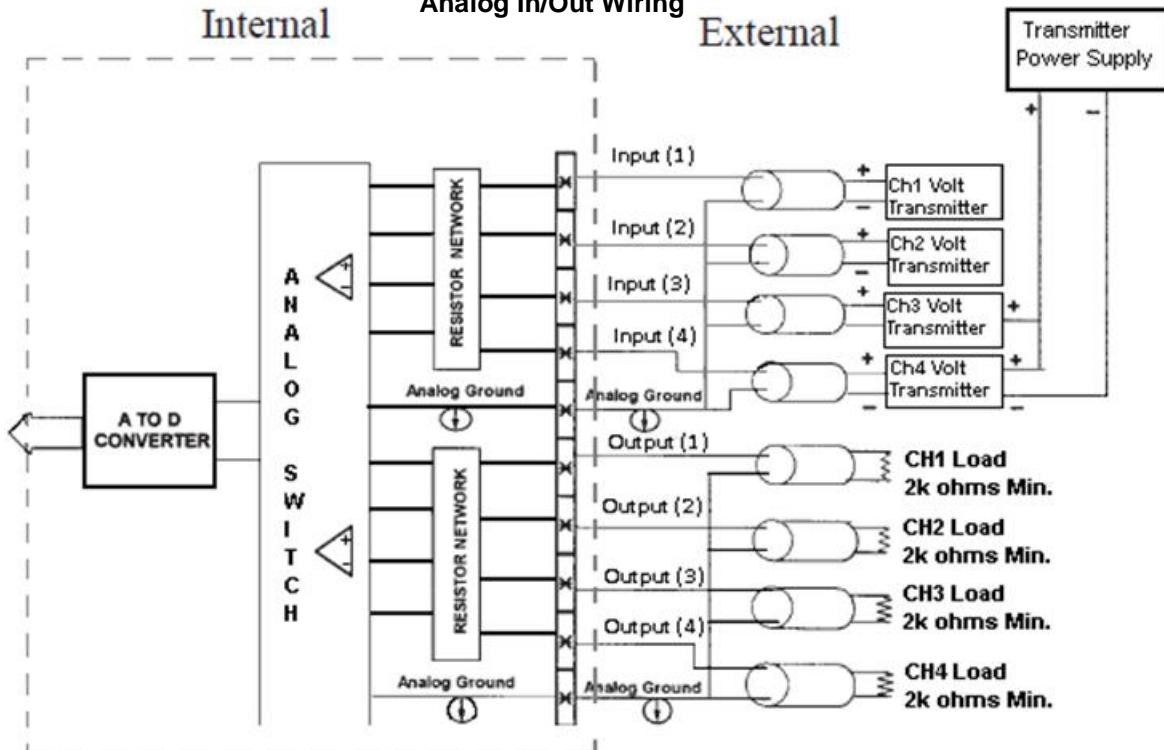 Analog In/Out Wiring
Internal
External
Transmitter
Power Supply
+
–
Input (1)
+
Ch1 Volt
–
Transmitter
Input (2)
+
Ch2 Volt
–
Transmitter
Input (3)
+
Ch3 Volt
Transmitter
+
Input (4)
+
Ch4 Volt
+
–
Transmitter
–
RESISTOR NETWORK
ANALOG SWITCH
+
-
A TO D
CONVERTER
Analog Ground
Analog Ground
Output (1)
CH1 Load
2k ohms Min.
Output (2)
CH2 Load
2k ohms Min.
RESISTOR NETWORK
+
-
Output (3)
CH3 Load
2k ohms Min.
Output (4)
CH4 Load
2k ohms Min.
Analog Ground
Analog Ground